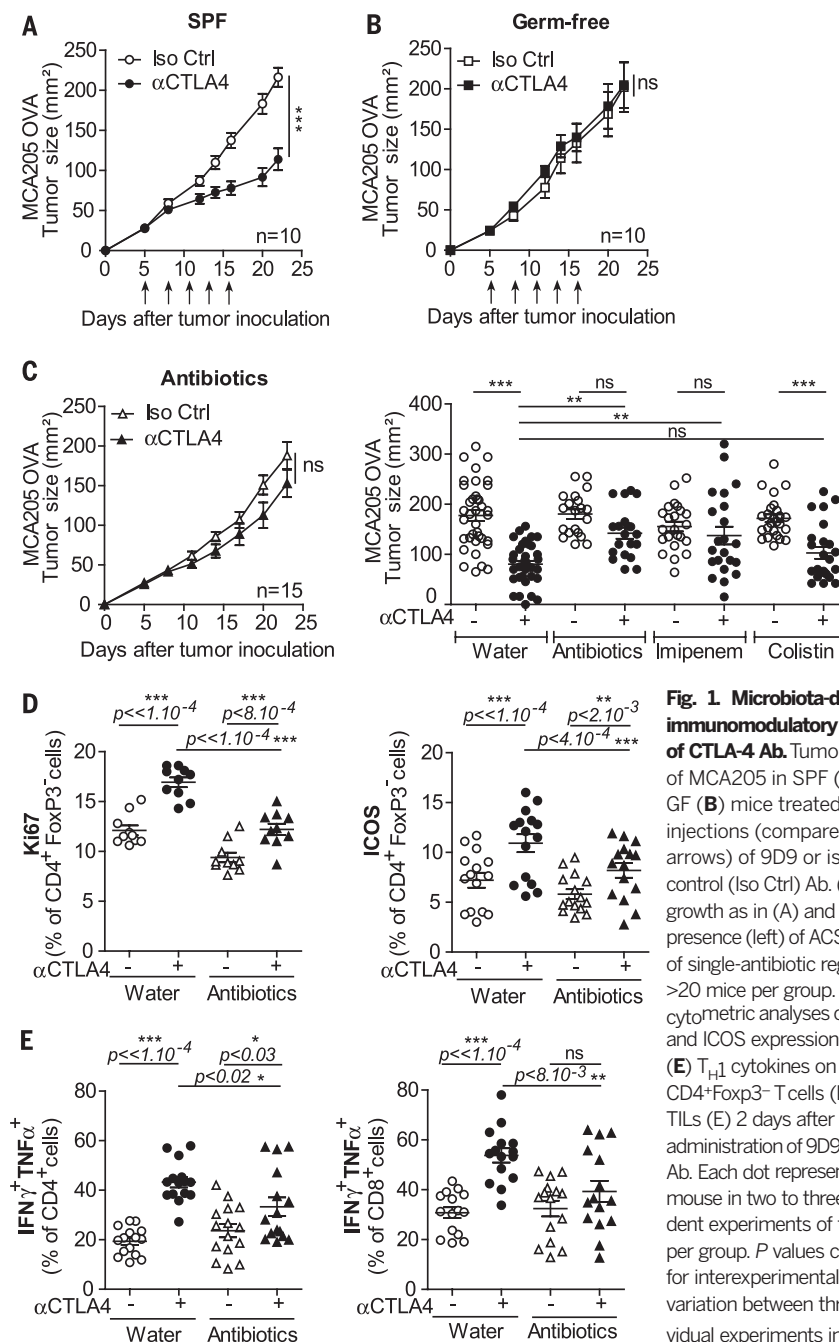 A
SPF
Iso Ctrl
αCTLA4
MCA205 OVA
Tumor size (mm²)
250
200
150
100
50
0
***
n=10
0 5 10 15 20 25
Days after tumor inoculation
B
Germ-free
Iso Ctrl
αCTLA4
MCA205 OVA
Tumor size (mm²)
250
200
150
100
50
0
ns
n=10
0 5 10 15 20 25
Days after tumor inoculation
C
Antibiotics
Iso Ctrl
αCTLA4
MCA205 OVA
Tumor size (mm²)
250
200
150
100
50
0
ns
n=15
0 5 10 15 20 25
Days after tumor inoculation
*** ns ns ***
**
**
ns
MCA205 OVA
Tumor size (mm²)
400
300
200
100
0
αCTLA4 - + - + - + - +
Water Antibiotics Imipenem Colistin
D
*** ***
p<<1.10-4 p<8.10-4
p<<1.10-4 ***
Ki67
(% of CD4+ FoxP3- cells)
20
15
10
5
0
αCTLA4 - + - +
Water Antibiotics
*** **
p<<1.10-4 p<2.10-3
p<4.10-4 ***
ICOS
(% of CD4+ FoxP3- cells)
20
15
10
5
0
αCTLA4 - + - +
Water Antibiotics
E
*** *
p<<1.10-4 p<0.03
p<0.02 *
IFNγ+TNFα+
(% of CD4+cells)
80
60
40
20
0
αCTLA4 - + - +
Water Antibiotics
*** ns
p<<1.10-4
p<8.10-3 **
IFNγ+TNFα+
(% of CD8+cells)
80
60
40
20
0
αCTLA4 - + - +
Water Antibiotics
Fig. 1. Microbiota-d
immunomodulatory
of CTLA-4 Ab. Tumor
of MCA205 in SPF (
GF (B) mice treated
injections (compare
arrows) of 9D9 or is
control (Iso Ctrl) Ab. (
growth as in (A) and
presence (left) of ACS
of single-antibiotic reg
>20 mice per group.
cytometric analyses o
and ICOS expression
(E) TH1 cytokines on
CD4+Foxp3− T cells (
TILs (E) 2 days after
administration of 9D9
Ab. Each dot represen
mouse in two to three
dent experiments of
per group. P values c
for interexperimental
variation between thr
vidual experiments in